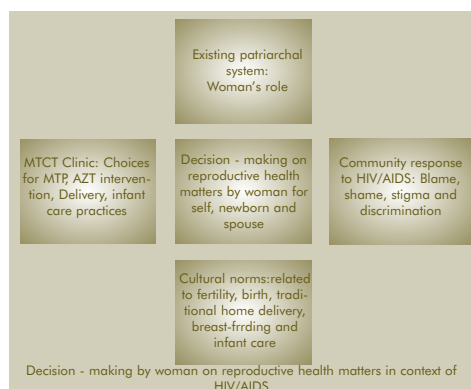 Existing patriarchal
system:
Woman's role
MTCT Clinic: Choices
for MTP, AZT interven-
tion, Delivery, infant
care practices
Decision - making on
reproductive health
matters by woman for
self, newborn and
spouse
Community response
to HIV/AIDS: Blame,
shame, stigma and
discrimination
Cultural norms:related
to fertility, birth, tradi-
tional home delivery,
breast-frrding and
infant care
Decision - making by woman on reproductive health matters in context of
HIV/AIDS